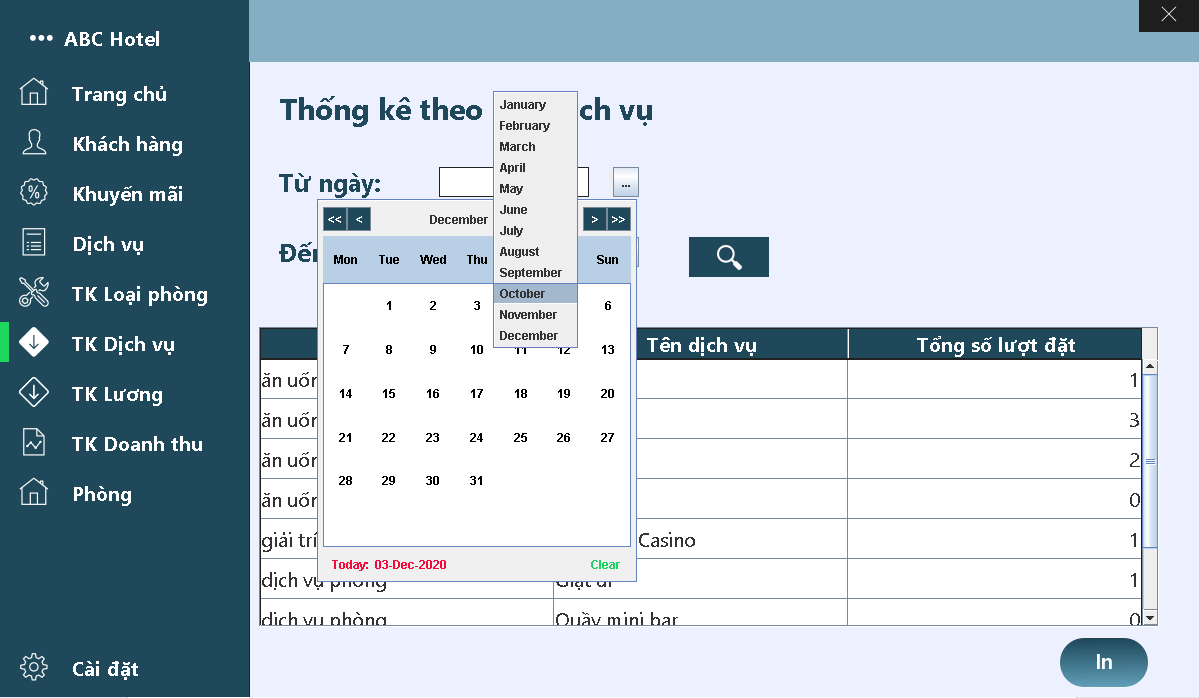 ABC Hotel
Trang chủ
Khách hàng
Khuyến mãi
Dịch vụ
TK Loại phòng
TK Dịch vụ
TK Lương
TK Doanh thu
Phòng
Cài đặt
Thống kê theo ch vụ
Từ ngày:
...
January
February
March
April
May
June
July
August
September
October
November
December
<< < December > >>
Mon Tue Wed Thu Sun
1 2 3 6
7 8 9 10 11 12 13
14 15 16 17 18 19 20
21 22 23 24 25 26 27
28 29 30 31
Today: 03-Dec-2020 Clear
Tên dịch vụ Tổng số lượt đặt
ăn 1
ăn 3
ăn 2
ăn 0
giải trí Casino 1
dịch vụ phòng Giặt ủi 1
dịch vụ phòng Quầy mini bar 0
In